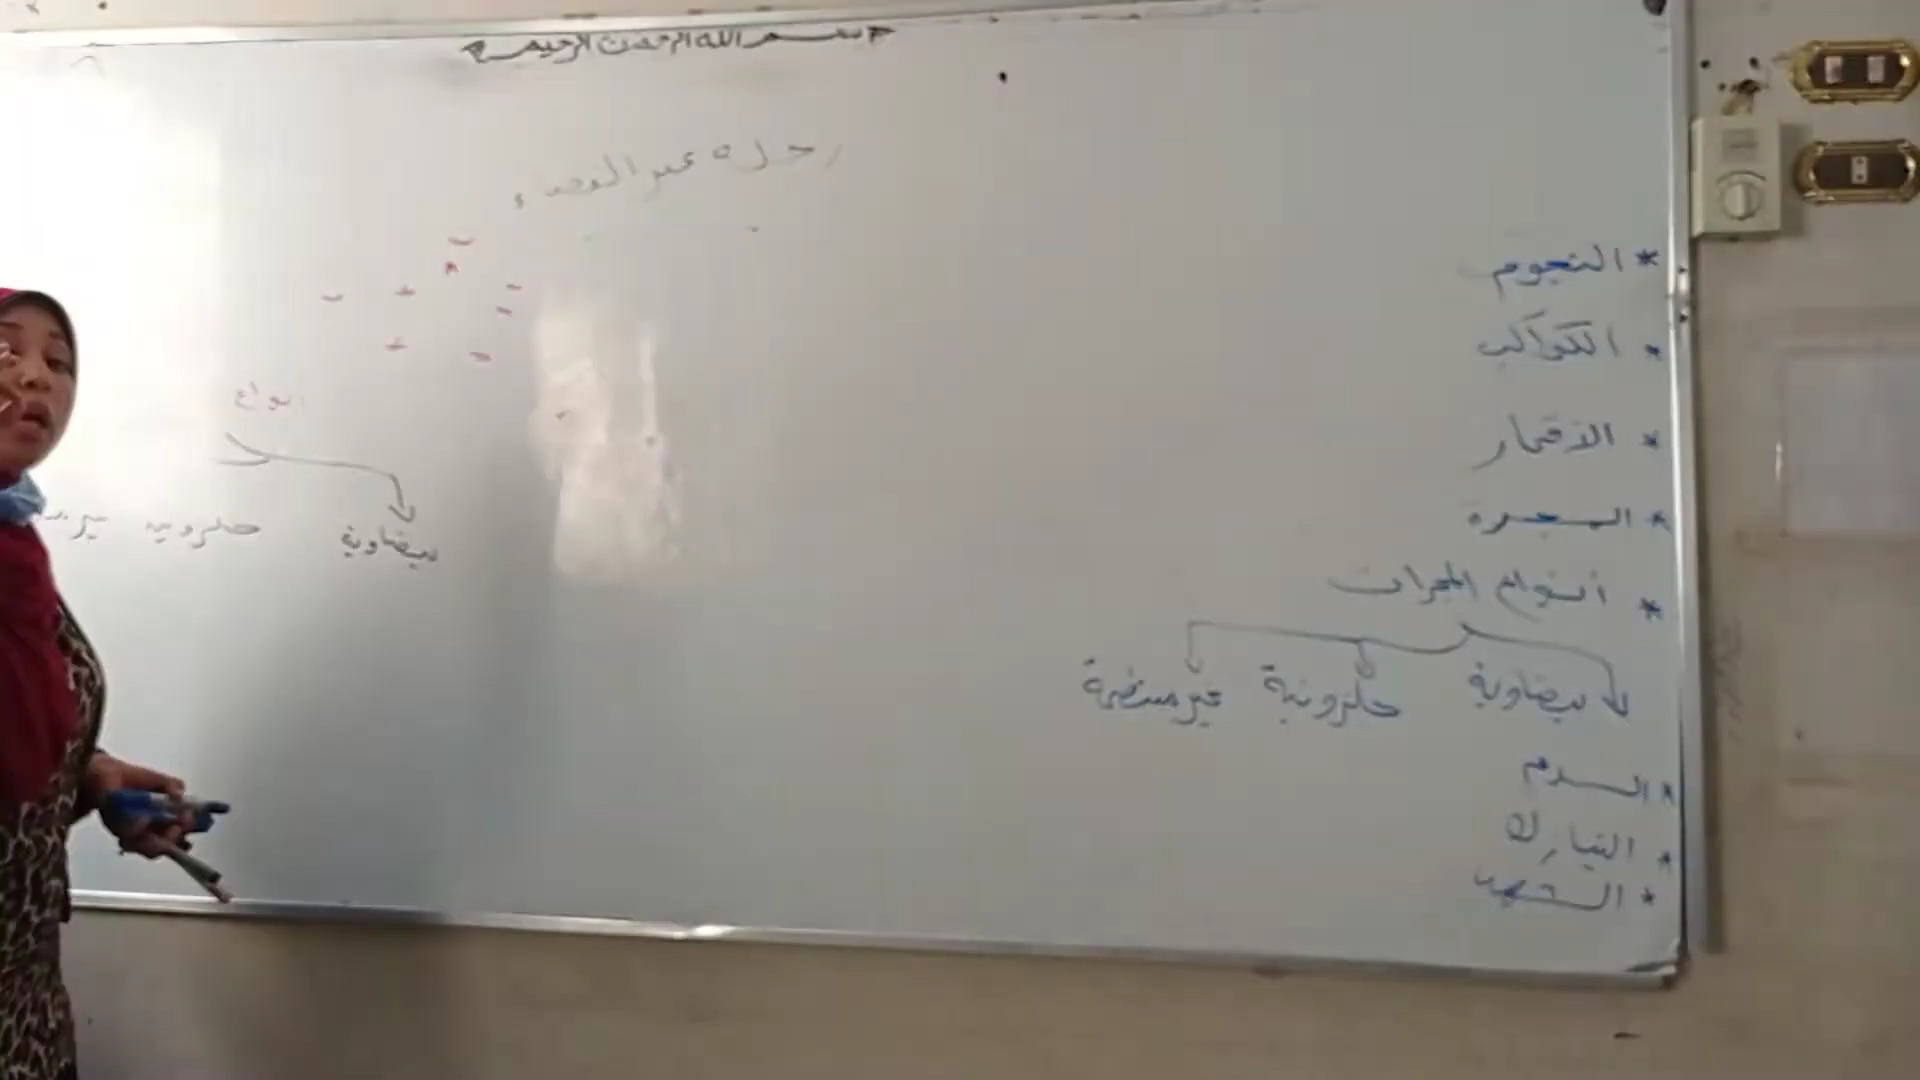 بسم الله الرحمن الرحيم
رحلة عبر الفضاء
* النجوم
* الكواكب
* الأقمار
* المجرة
* أنواع المجرات
بيضاوية حلزونية غير منتظمة
* السدم
* النيازك
* الشهب
أنواع
بيضاوية حلزونية